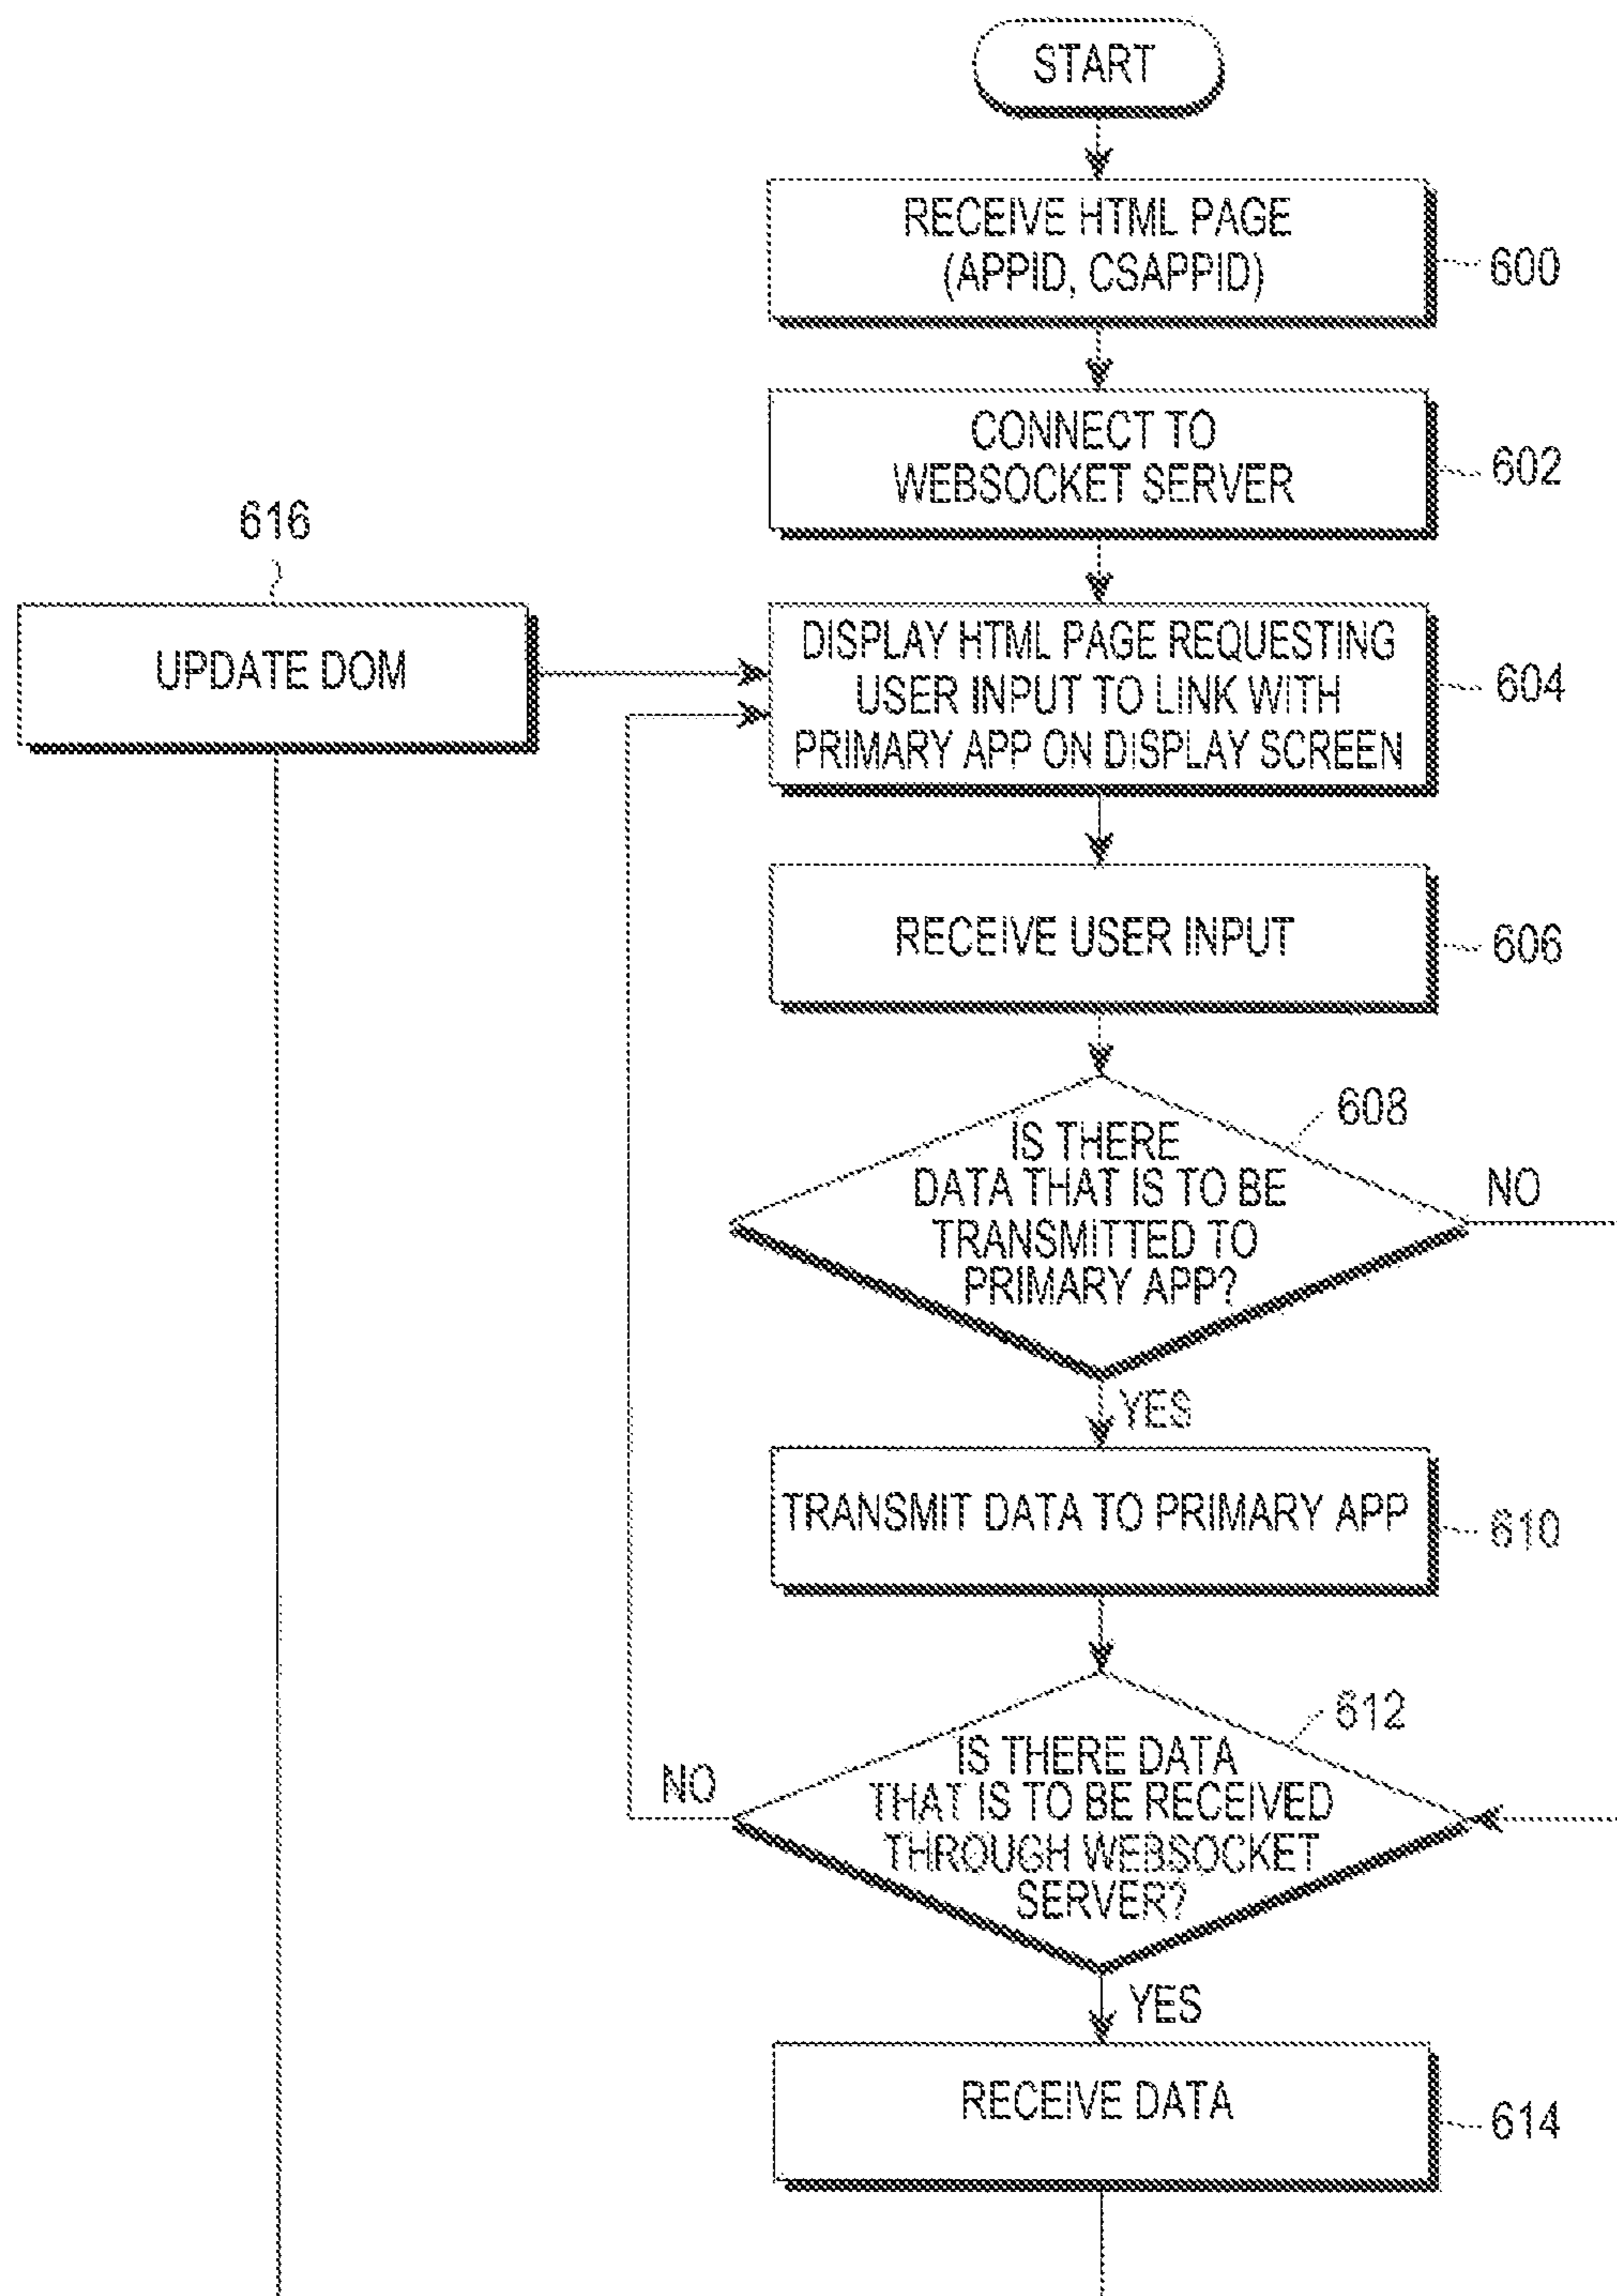 START
RECEIVE HTML PAGE
(APPID, CSAPPID)
600
CONNECT TO
WEBSOCKET SERVER
602
616
UPDATE DOM
DISPLAY HTML PAGE REQUESTING
USER INPUT TO LINK WITH
PRIMARY APP ON DISPLAY SCREEN
604
RECEIVE USER INPUT
606
608
IS THERE
DATA THAT IS TO BE
TRANSMITTED TO
PRIMARY APP?
NO
YES
TRANSMIT DATA TO PRIMARY APP
610
612
IS THERE DATA
THAT IS TO BE RECEIVED
THROUGH WEBSOCKET
SERVER?
NO
YES
RECEIVE DATA
614